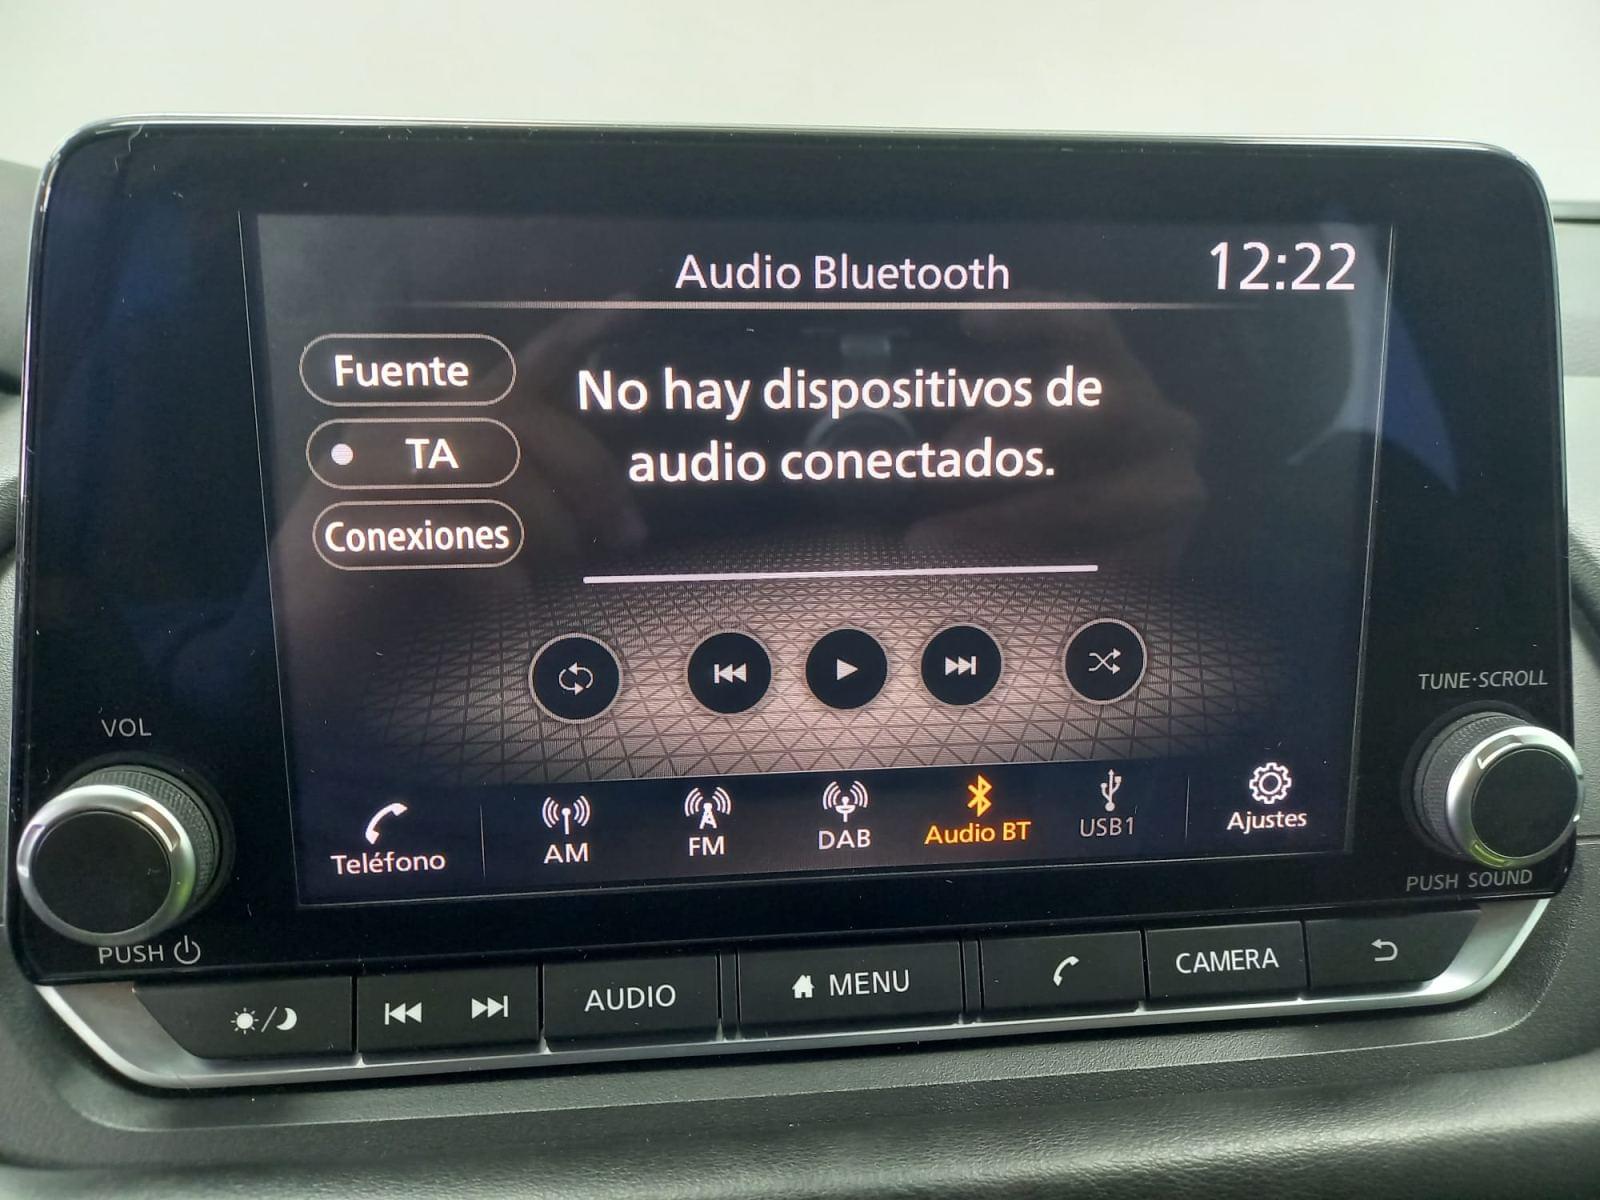 Audio Bluetooth
12:22
Fuente
TA
Conexiones
No hay dispositivos de
audio conectados.
VOL
PUSH
TUNE·SCROLL
PUSH SOUND
Teléfono
AM
FM
DAB
Audio BT
USB1
Ajustes
AUDIO
MENU
CAMERA